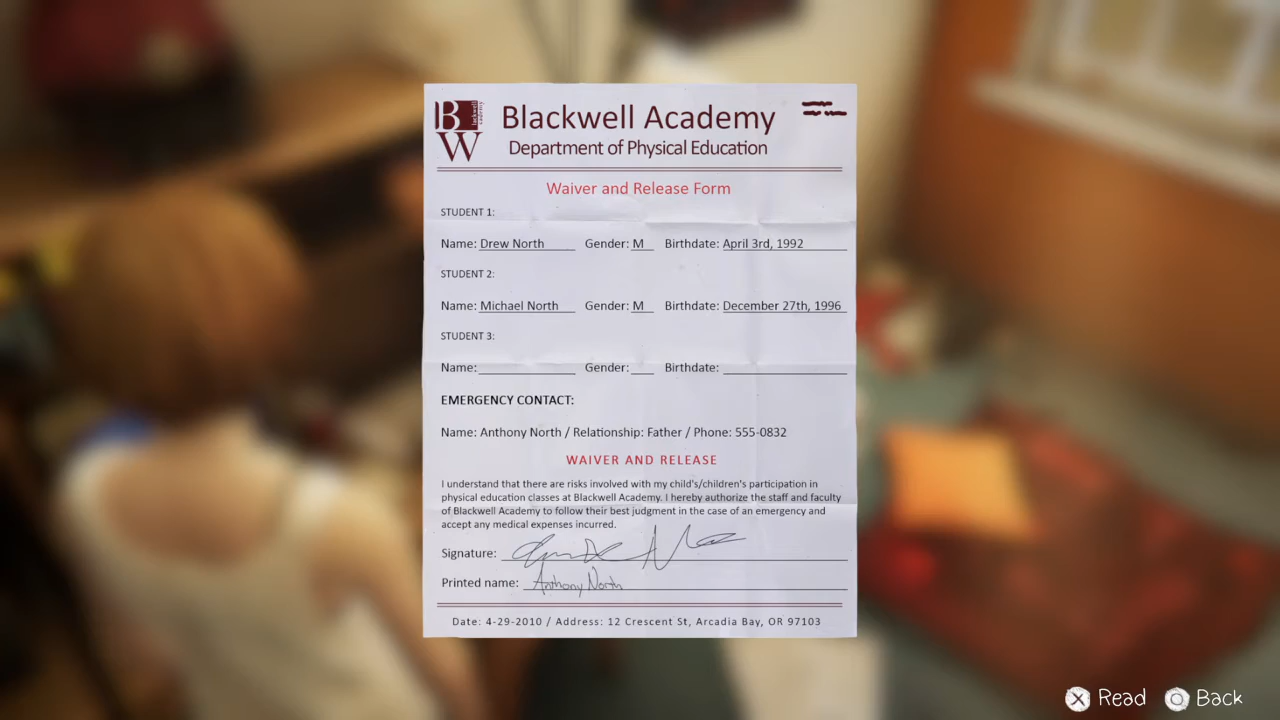 BW Blackwell Academy
Blackwell Academy
Department of Physical Education
Waiver and Release Form
STUDENT 1:
Name: Drew North Gender: M Birthdate: April 3rd, 1992
STUDENT 2:
Name: Michael North Gender: M Birthdate: December 27th, 1996
STUDENT 3:
Name: Gender: Birthdate:
EMERGENCY CONTACT:
Name: Anthony North / Relationship: Father / Phone: 555-0832
WAIVER AND RELEASE
I understand that there are risks involved with my child's/children's participation in
physical education classes at Blackwell Academy. I hereby authorize the staff and faculty
of Blackwell Academy to follow their best judgment in the case of an emergency and
accept any medical expenses incurred.
Signature:
Printed name: Anthony North
Date: 4-29-2010 / Address: 12 Crescent St, Arcadia Bay, OR 97103
Read Back